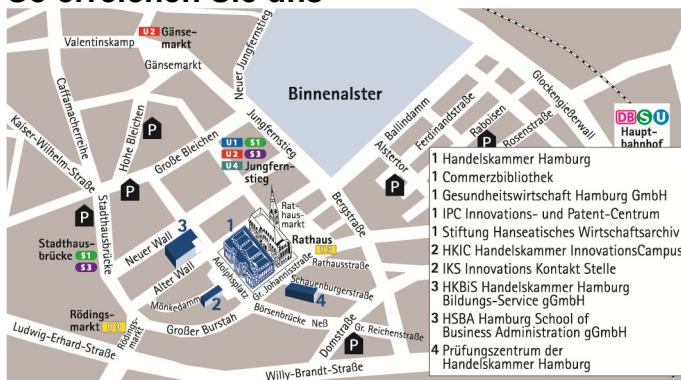 So erreichen Sie uns
U2 Gänse-
markt
Valentinskamp
Gänsemarkt
Neuer Jungfernstieg
Caffamacherreihe
Kaiser-Wilhelm-Straße
Hohe Bleichen
P
Große Bleichen
Jungfernstieg
Binnenalster
Glockengießerwall
Ballindamm
Ferdinandstraße
Alstertor
Raboisen
Rosenstraße
P
P
DB S U
Haupt-
bahnhof
U1 S1
U2 S3
U4 Jungfern-
stieg
P
P
Stadthausbrücke
Stadthaus-
brücke S1
S3
Neuer Wall
3
Alter Wall
1
Adolphsplatz
Rat-
haus-
markt
Bergstraße
Rathaus
U3
Rathausstraße
Gr. Johannisstraße
Schauenburgerstraße
4
Mönkedamm
2
Börsenbrücke
Neß
Gr. Reichenstraße
Domstraße
P
Großer Burstah
Rödings-
markt U3
Rödings-
markt
Ludwig-Erhard-Straße
Willy-Brandt-Straße
1 Handelskammer Hamburg
1 Commerzbibliothek
1 Gesundheitswirtschaft Hamburg GmbH
1 IPC Innovations- und Patent-Centrum
1 Stiftung Hanseatisches Wirtschaftsarchiv
2 HKIC Handelskammer InnovationsCampus
2 IKS Innovations Kontakt Stelle
3 HKBiS Handelskammer Hamburg
Bildungs-Service gGmbH
3 HSBA Hamburg School of
Business Administration gGmbH
4 Prüfungszentrum der
Handelskammer Hamburg